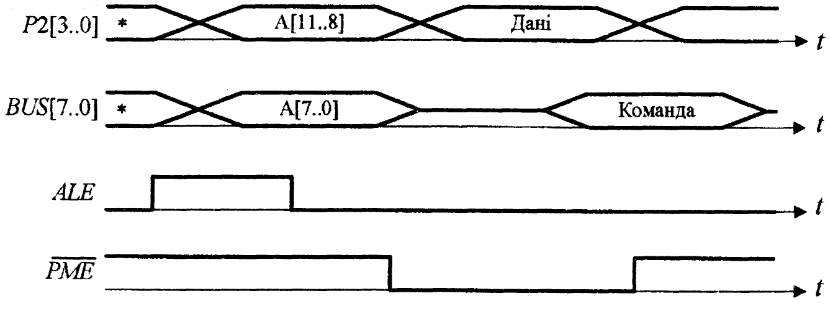 P2[3..0] * A[11..8] Дані t
BUS[7..0] * A[7..0] Команда t
ALE t
PME t